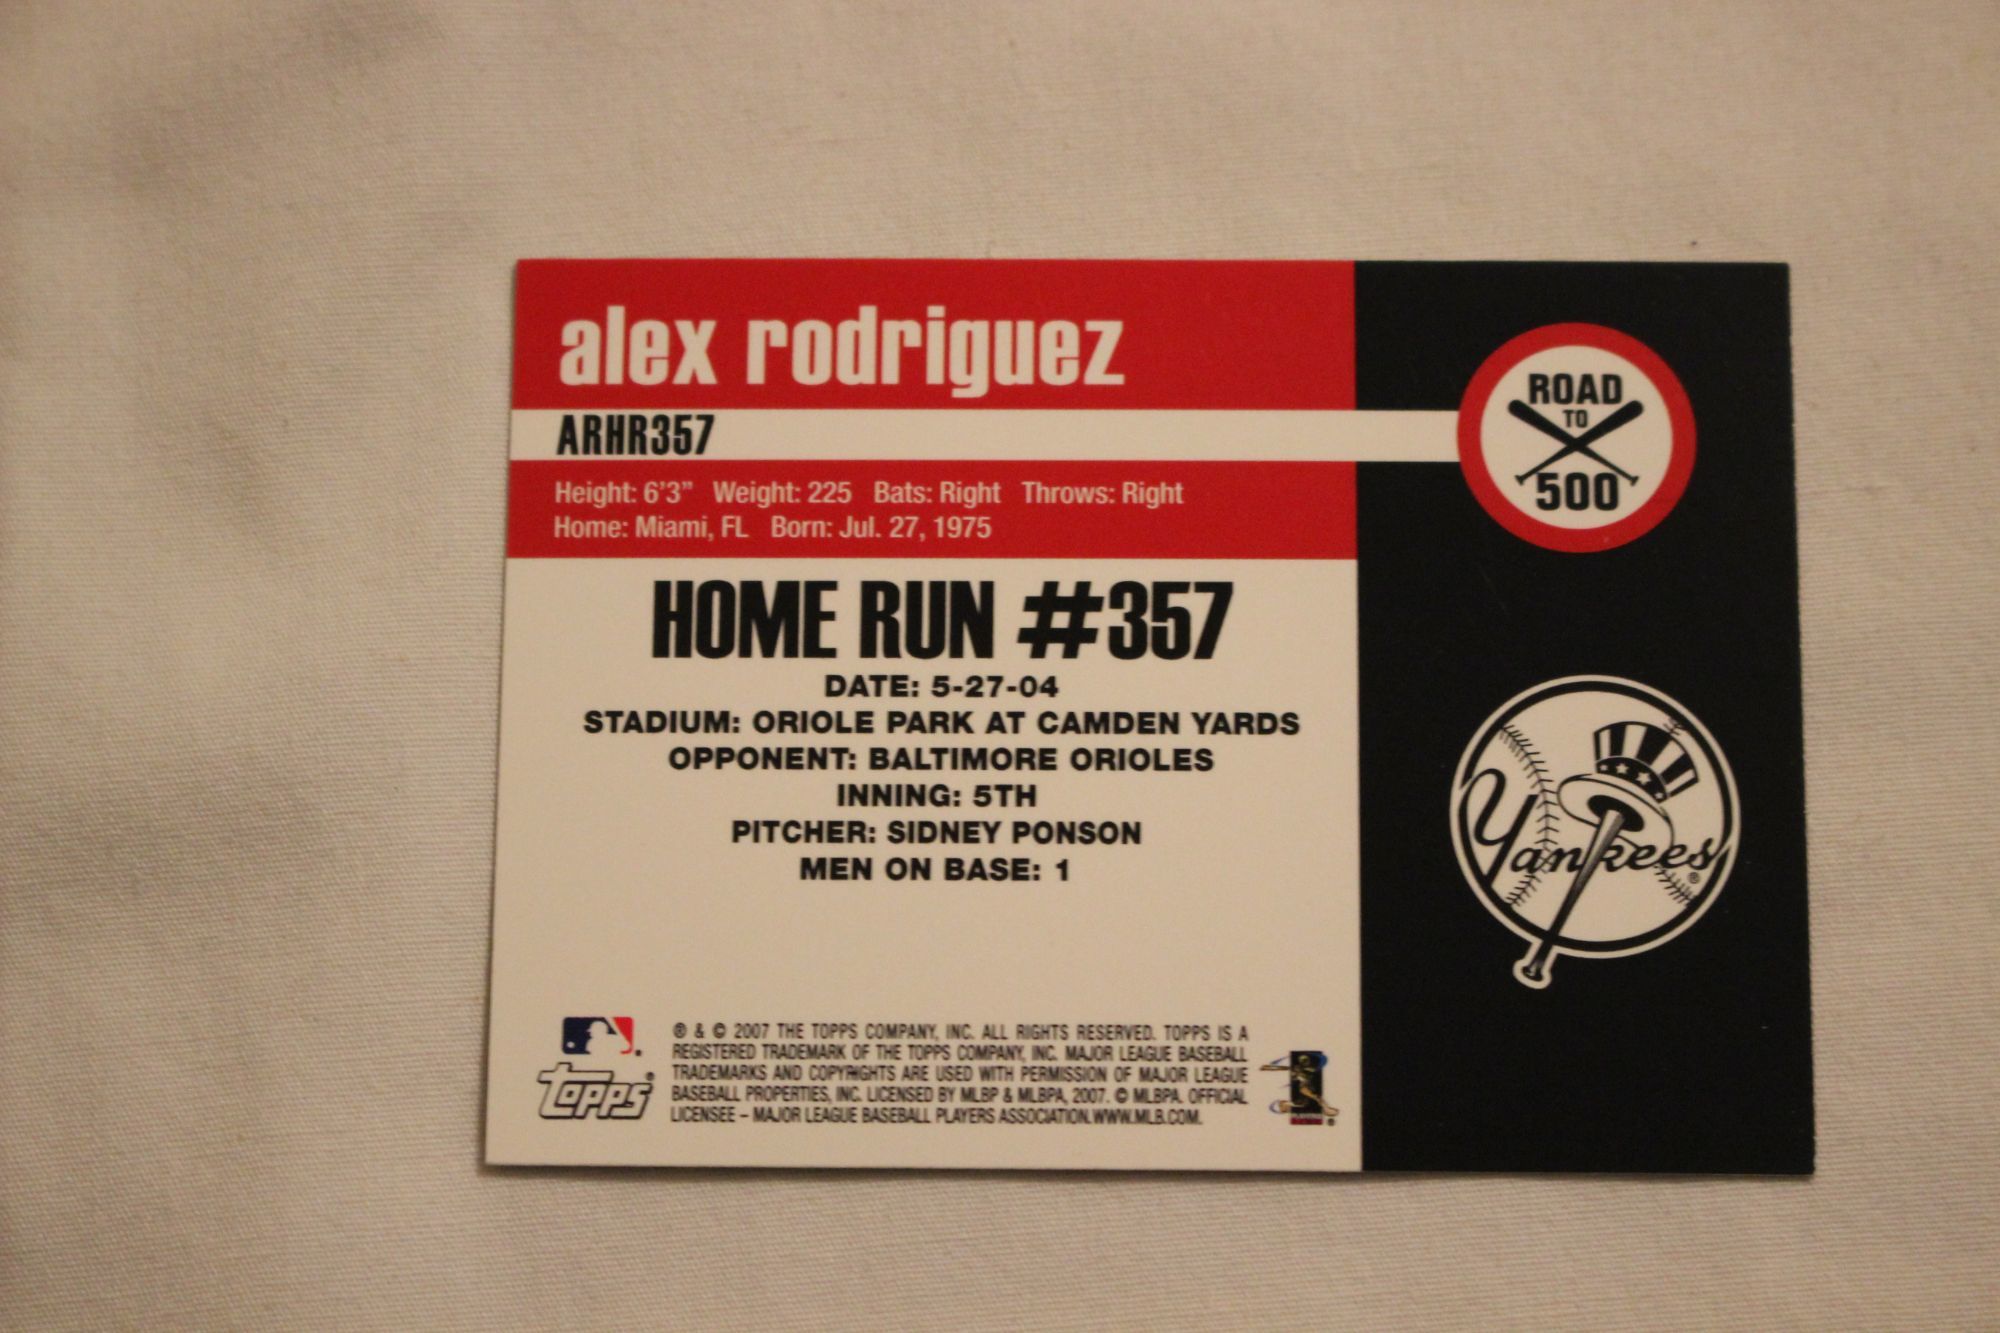 alex rodriguez
ARHR357
Height: 6'3" Weight: 225 Bats: Right Throws: Right
Home: Miami, FL Born: Jul. 27, 1975
ROAD
TO
500
HOME RUN #357
DATE: 5-27-04
STADIUM: ORIOLE PARK AT CAMDEN YARDS
OPPONENT: BALTIMORE ORIOLES
INNING: 5TH
PITCHER: SIDNEY PONSON
MEN ON BASE: 1
Yankees®
Topps®
® & © 2007 THE TOPPS COMPANY, INC. ALL RIGHTS RESERVED. TOPPS IS A
REGISTERED TRADEMARK OF THE TOPPS COMPANY, INC. MAJOR LEAGUE BASEBALL
TRADEMARKS AND COPYRIGHTS ARE USED WITH PERMISSION OF MAJOR LEAGUE
BASEBALL PROPERTIES, INC. LICENSED BY MLBP & MLBPA, 2007. © MLBPA. OFFICIAL
LICENSEE – MAJOR LEAGUE BASEBALL PLAYERS ASSOCIATION.WWW.MLB.COM.